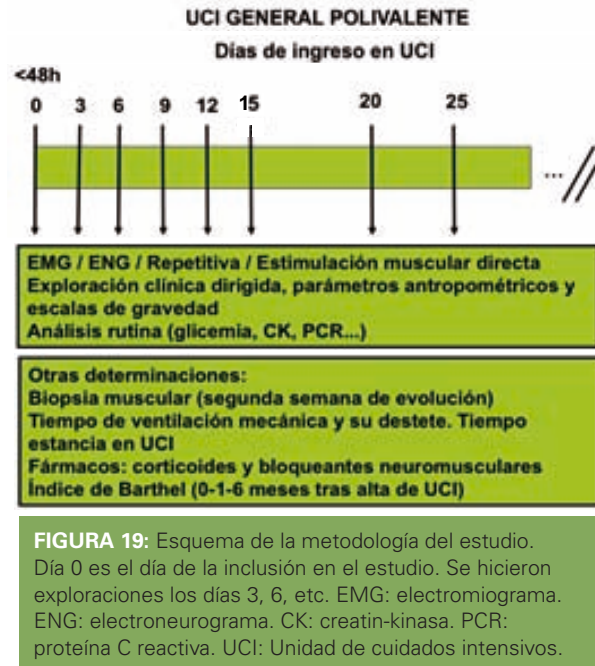 UCI GENERAL POLIVALENTE
Días de ingreso en UCI
<48h
0 3 6 9 12 15 20 25
... //
EMG / ENG / Repetitiva / Estimulación muscular directa
Exploración clínica dirigida, parámetros antropométricos y
escalas de gravedad
Análisis rutina (glicemia, CK, PCR...)
Otras determinaciones:
Biopsia muscular (segunda semana de evolución)
Tiempo de ventilación mecánica y su destete. Tiempo
estancia en UCI
Fármacos: corticoides y bloqueantes neuromusculares
Índice de Barthel (0-1-6 meses tras alta de UCI)
FIGURA 19: Esquema de la metodología del estudio.
Día 0 es el día de la inclusión en el estudio. Se hicieron
exploraciones los días 3, 6, etc. EMG: electromiograma.
ENG: electroneurograma. CK: creatin-kinasa. PCR:
proteína C reactiva. UCI: Unidad de cuidados intensivos.